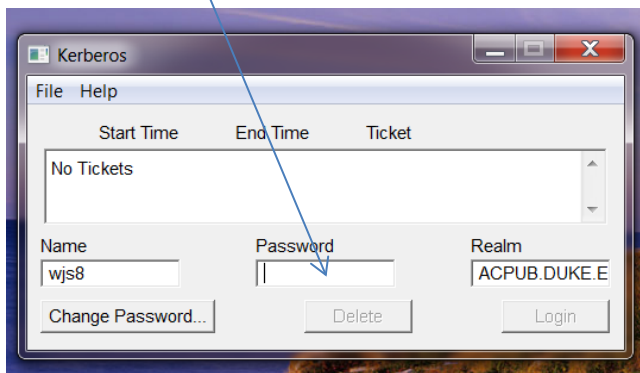 Kerberos
File Help
Start Time End Time Ticket
No Tickets
Name Password Realm
wjs8 ACPUB.DUKE.E
Change Password... Delete Login